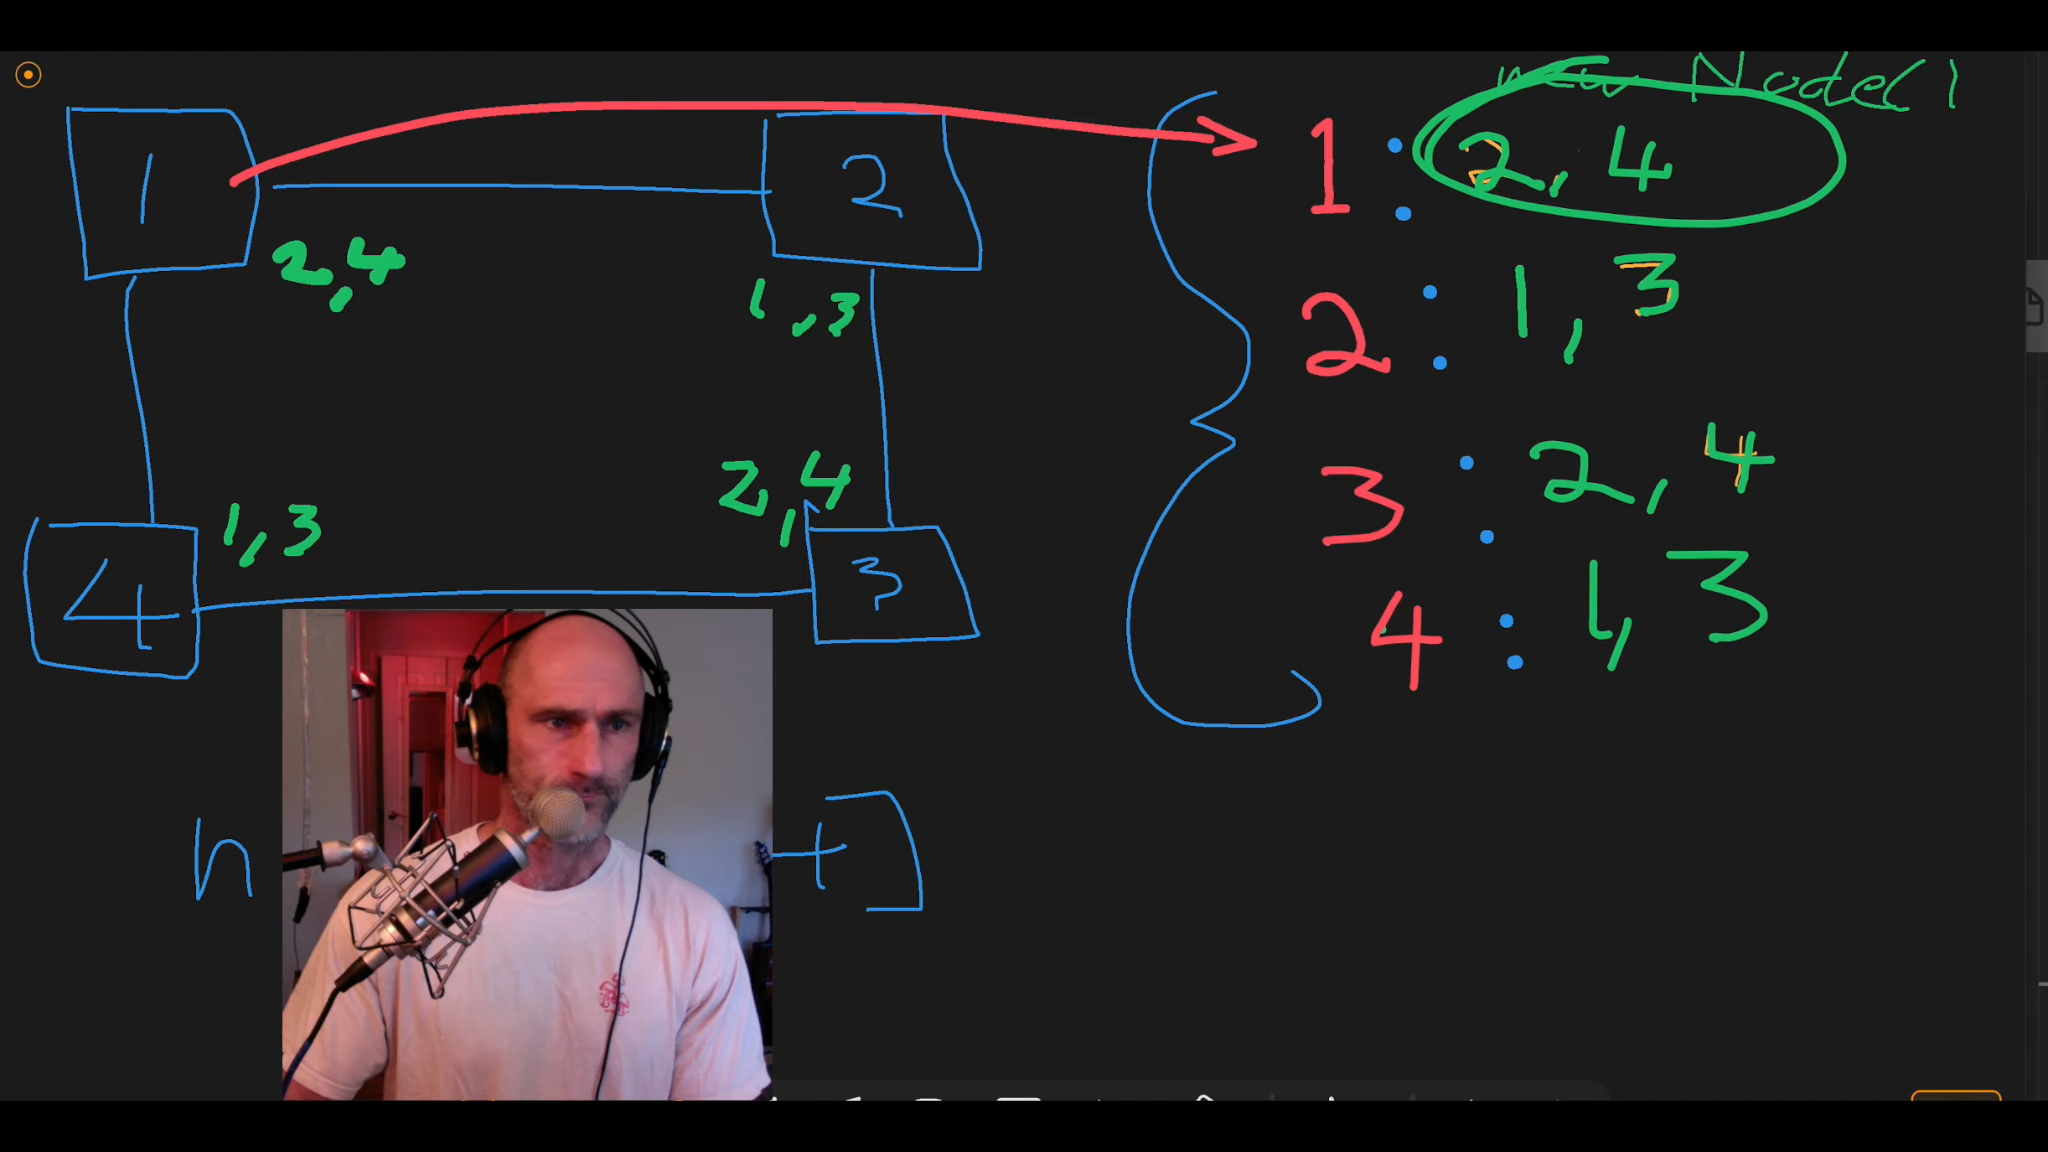 new Node(1
1 2 1 : 2, 4
2, 4 1, 3
2 : 1, 3
2, 4 3 : 2, 4
1, 3
4 3 4 : 1, 3
h